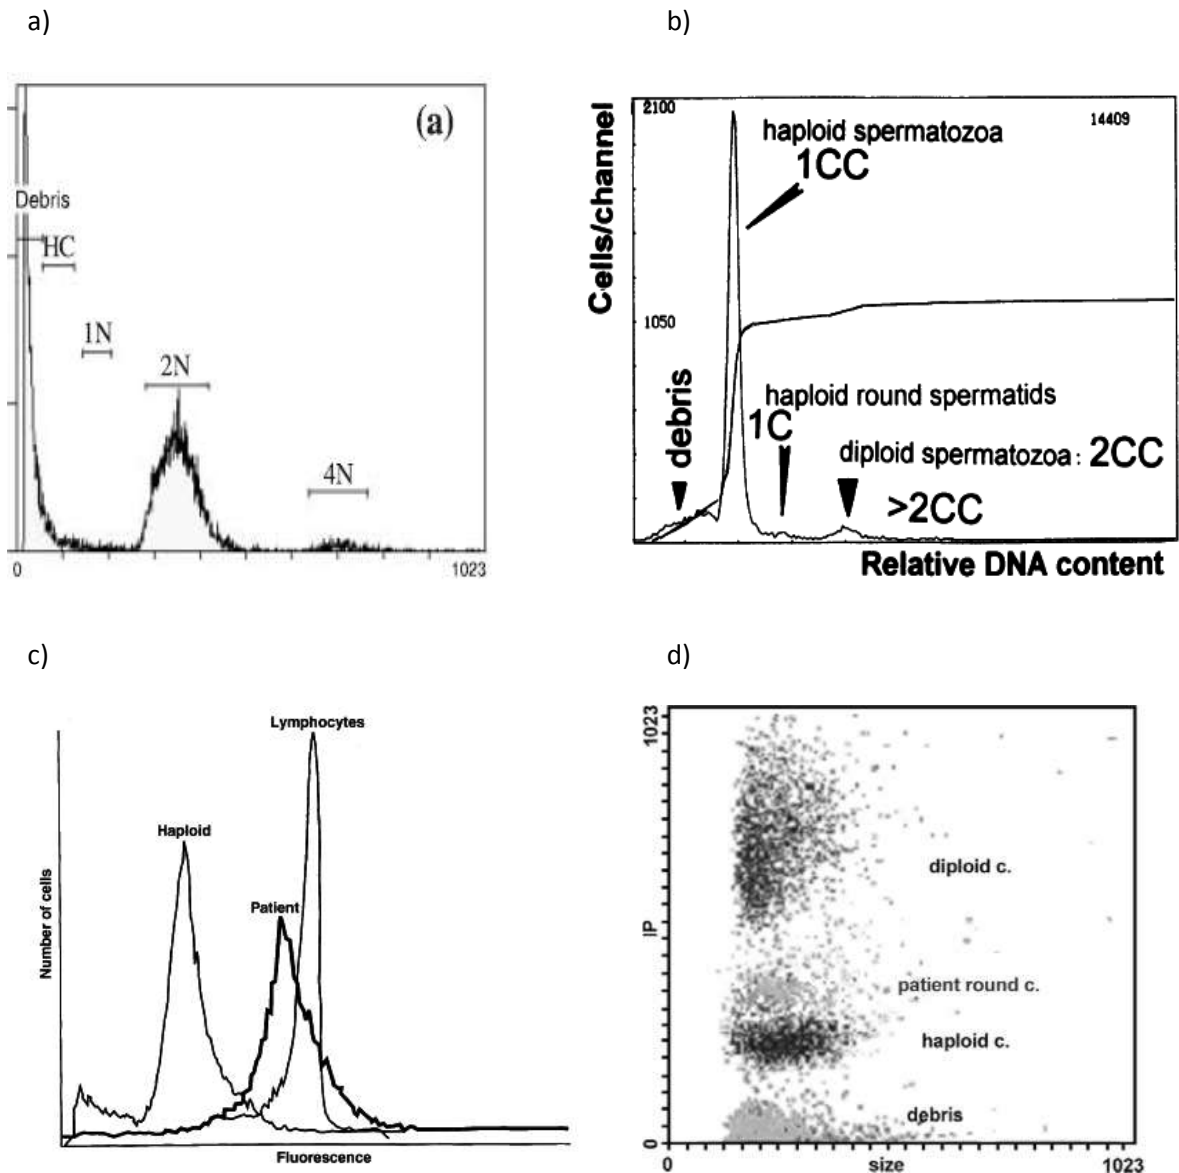 a)
(a)
Debris
HC
1N
2N
4N
0
1023
b)
2100
14409
Cells/channel
haploid spermatozoa
1CC
1050
debris
haploid round spermatids
1C
diploid spermatozoa: 2CC
>2CC
Relative DNA content
c)
Lymphocytes
Haploid
Patient
Number of cells
Fluorescence
d)
1023
diploid c.
IP
patient round c.
haploid c.
debris
0
0
size
1023